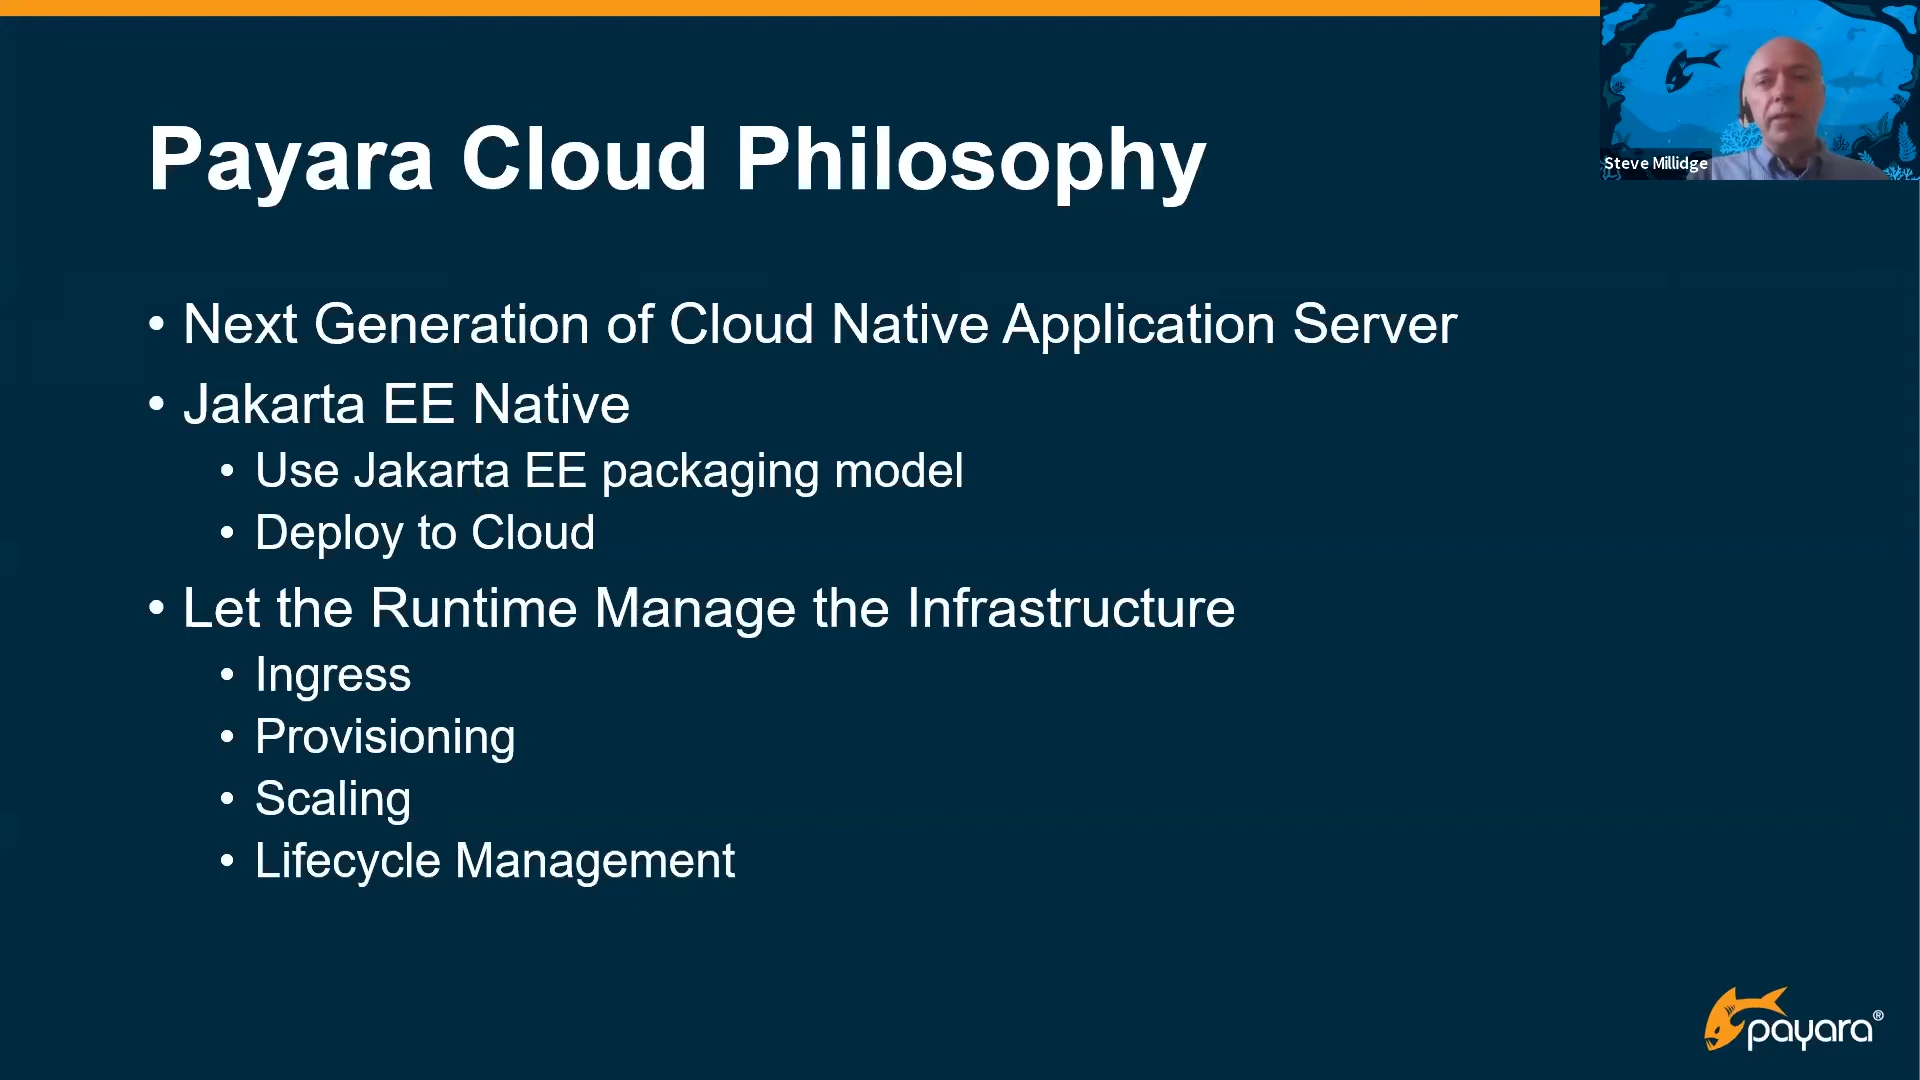 Payara Cloud Philosophy
Steve Millidge
• Next Generation of Cloud Native Application Server
• Jakarta EE Native
• Use Jakarta EE packaging model
• Deploy to Cloud
• Let the Runtime Manage the Infrastructure
• Ingress
• Provisioning
• Scaling
• Lifecycle Management
payara®